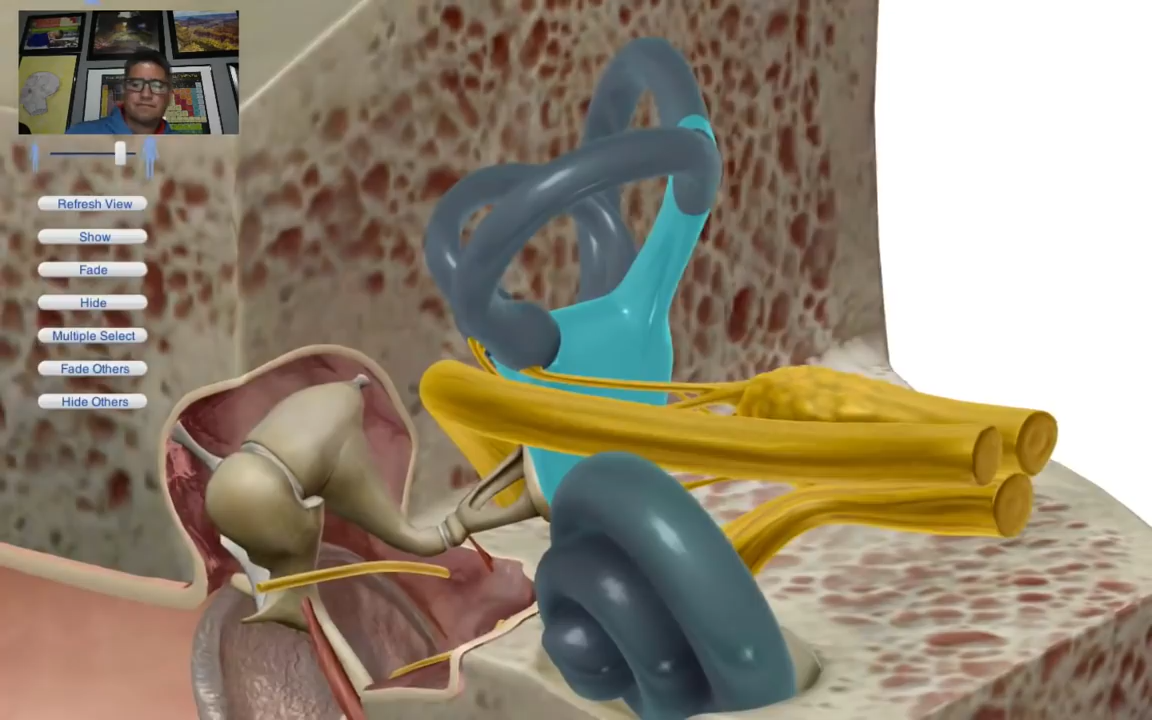 Refresh View
Show
Fade
Hide
Multiple Select
Fade Others
Hide Others